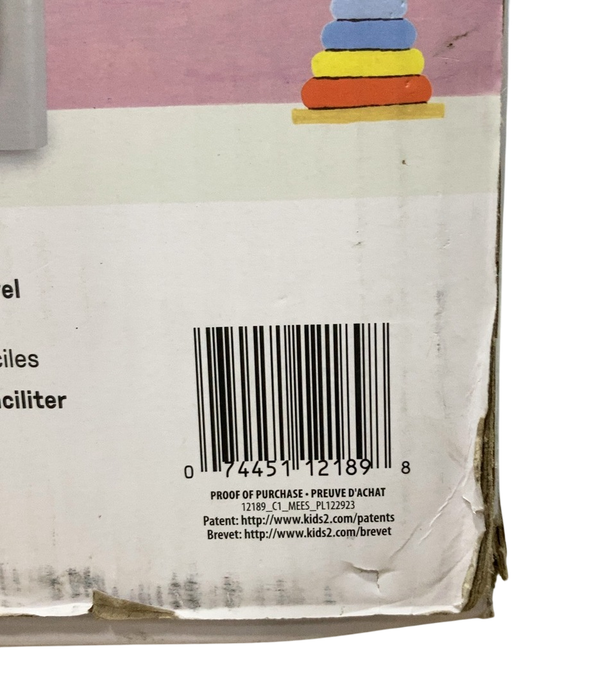 el
ciles
ciliter
0 74451 12189 8
PROOF OF PURCHASE • PREUVE D'ACHAT
12189_C1_MEES_PL122923
Patent: http://www.kids2.com/patents
Brevet: http://www.kids2.com/brevet